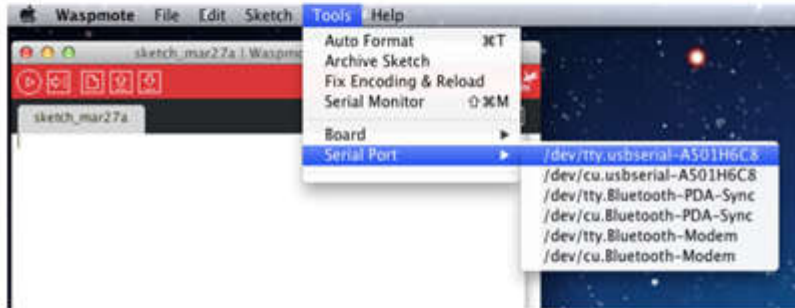 Waspmote File Edit Sketch Tools Help
sketch_mar27a | Waspmo
sketch_mar27a
Auto Format ⌘T
Archive Sketch
Fix Encoding & Reload
Serial Monitor ⇧⌘M
Board
Serial Port
/dev/tty.usbserial-A501H6C8
/dev/cu.usbserial-A501H6C8
/dev/tty.Bluetooth-PDA-Sync
/dev/cu.Bluetooth-PDA-Sync
/dev/tty.Bluetooth-Modem
/dev/cu.Bluetooth-Modem